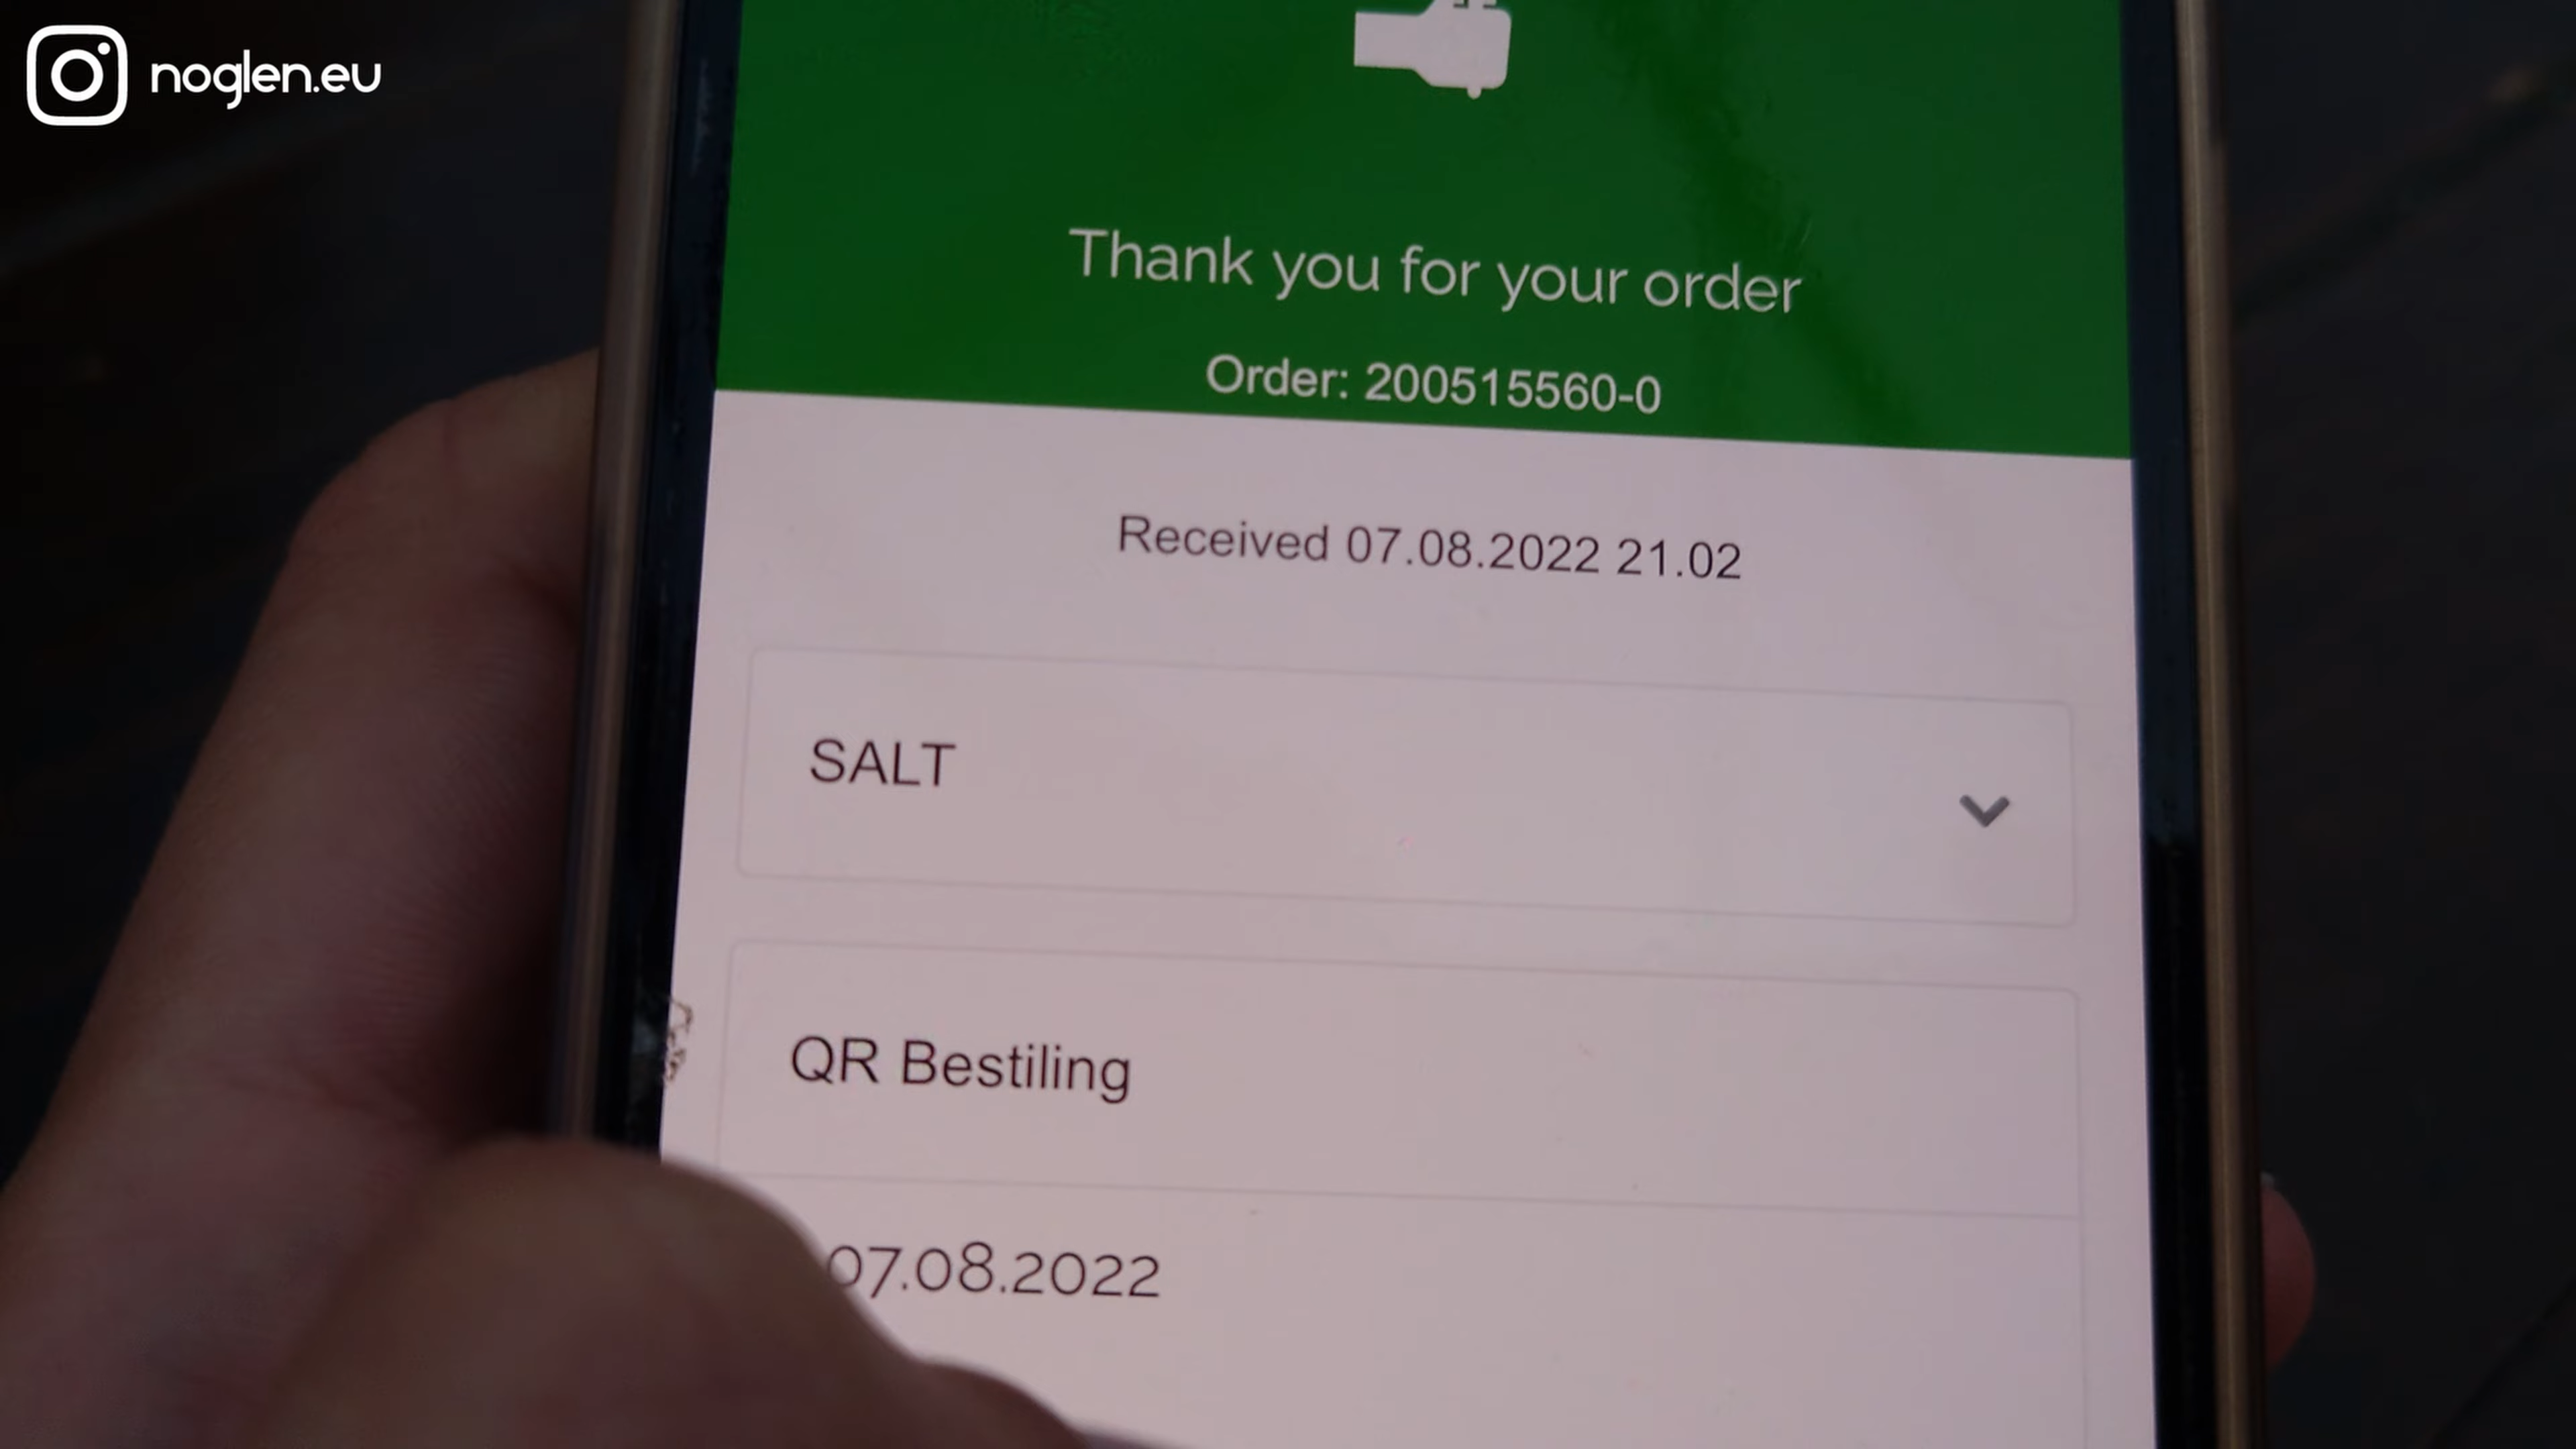 noglen.eu
Thank you for your order
Order: 200515560-0
Received 07.08.2022 21.02
SALT
QR Bestiling
07.08.2022